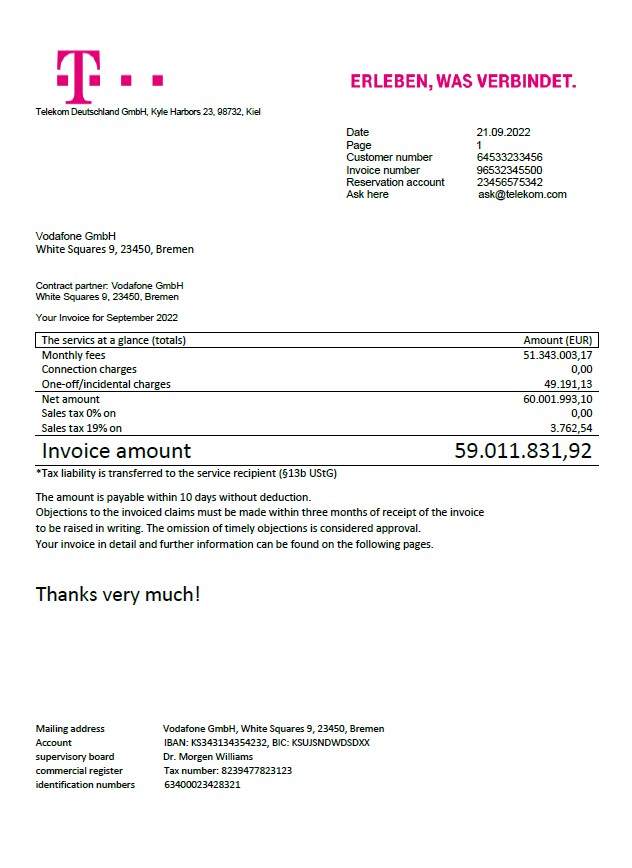 T
ERLEBEN, WAS VERBINDET.
Telekom Deutschland GmbH, Kyle Harbors 23, 98732, Kiel
Date 21.09.2022
Page 1
Customer number 64533233456
Invoice number 96532345500
Reservation account 23456575342
Ask here ask@telekom.com
Vodafone GmbH
White Squares 9, 23450, Bremen
Contract partner: Vodafone GmbH
White Squares 9, 23450, Bremen
Your Invoice for September 2022
The servics at a glance (totals) Amount (EUR)
Monthly fees 51.343.003,17
Connection charges 0,00
One-off/incidental charges 49.191,13
Net amount 60.001.993,10
Sales tax 0% on 0,00
Sales tax 19% on 3.762,54
Invoice amount 59.011.831,92
*Tax liability is transferred to the service recipient (§13b UStG)
The amount is payable within 10 days without deduction.
Objections to the invoiced claims must be made within three months of receipt of the invoice
to be raised in writing. The omission of timely objections is considered approval.
Your invoice in detail and further information can be found on the following pages.
Thanks very much!
Mailing address Vodafone GmbH, White Squares 9, 23450, Bremen
Account IBAN: KS343134354232, BIC: KSUJSNDWDSDXX
supervisory board Dr. Morgen Williams
commercial register Tax number: 8239477823123
identification numbers 63400023428321